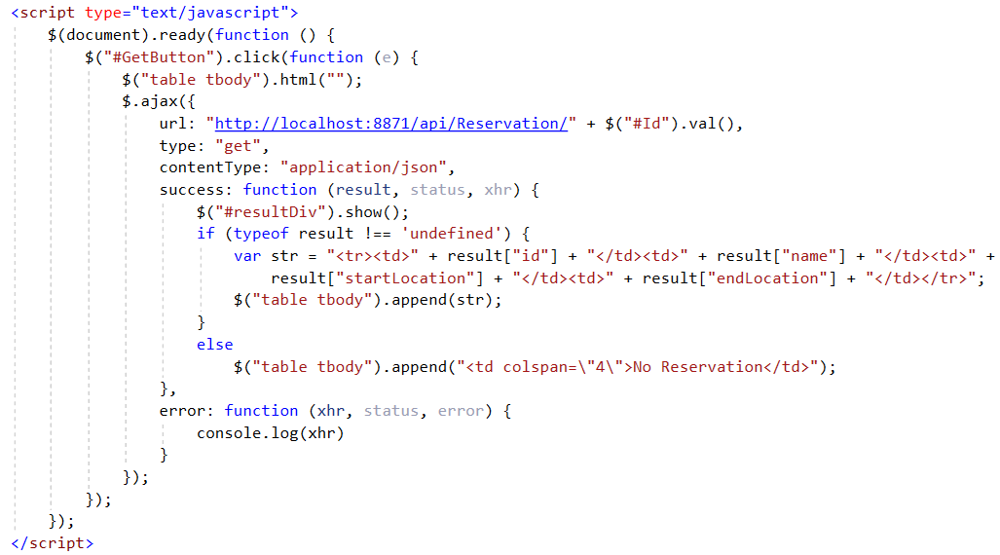 <script type="text/javascript">
    $(document).ready(function () {
        $("#GetButton").click(function (e) {
            $("table tbody").html("");
            $.ajax({
                url: "http://localhost:8871/api/Reservation/" + $("#Id").val(),
                type: "get",
                contentType: "application/json",
                success: function (result, status, xhr) {
                    $("#resultDiv").show();
                    if (typeof result !== 'undefined') {
                        var str = "<tr><td>" + result["id"] + "</td><td>" + result["name"] + "</td><td>" +
                            result["startLocation"] + "</td><td>" + result["endLocation"] + "</td></tr>";
                        $("table tbody").append(str);
                    }
                    else
                        $("table tbody").append("<td colspan=\"4\">No Reservation</td>");
                },
                error: function (xhr, status, error) {
                    console.log(xhr)
                }
            });
        });
    });
</script>